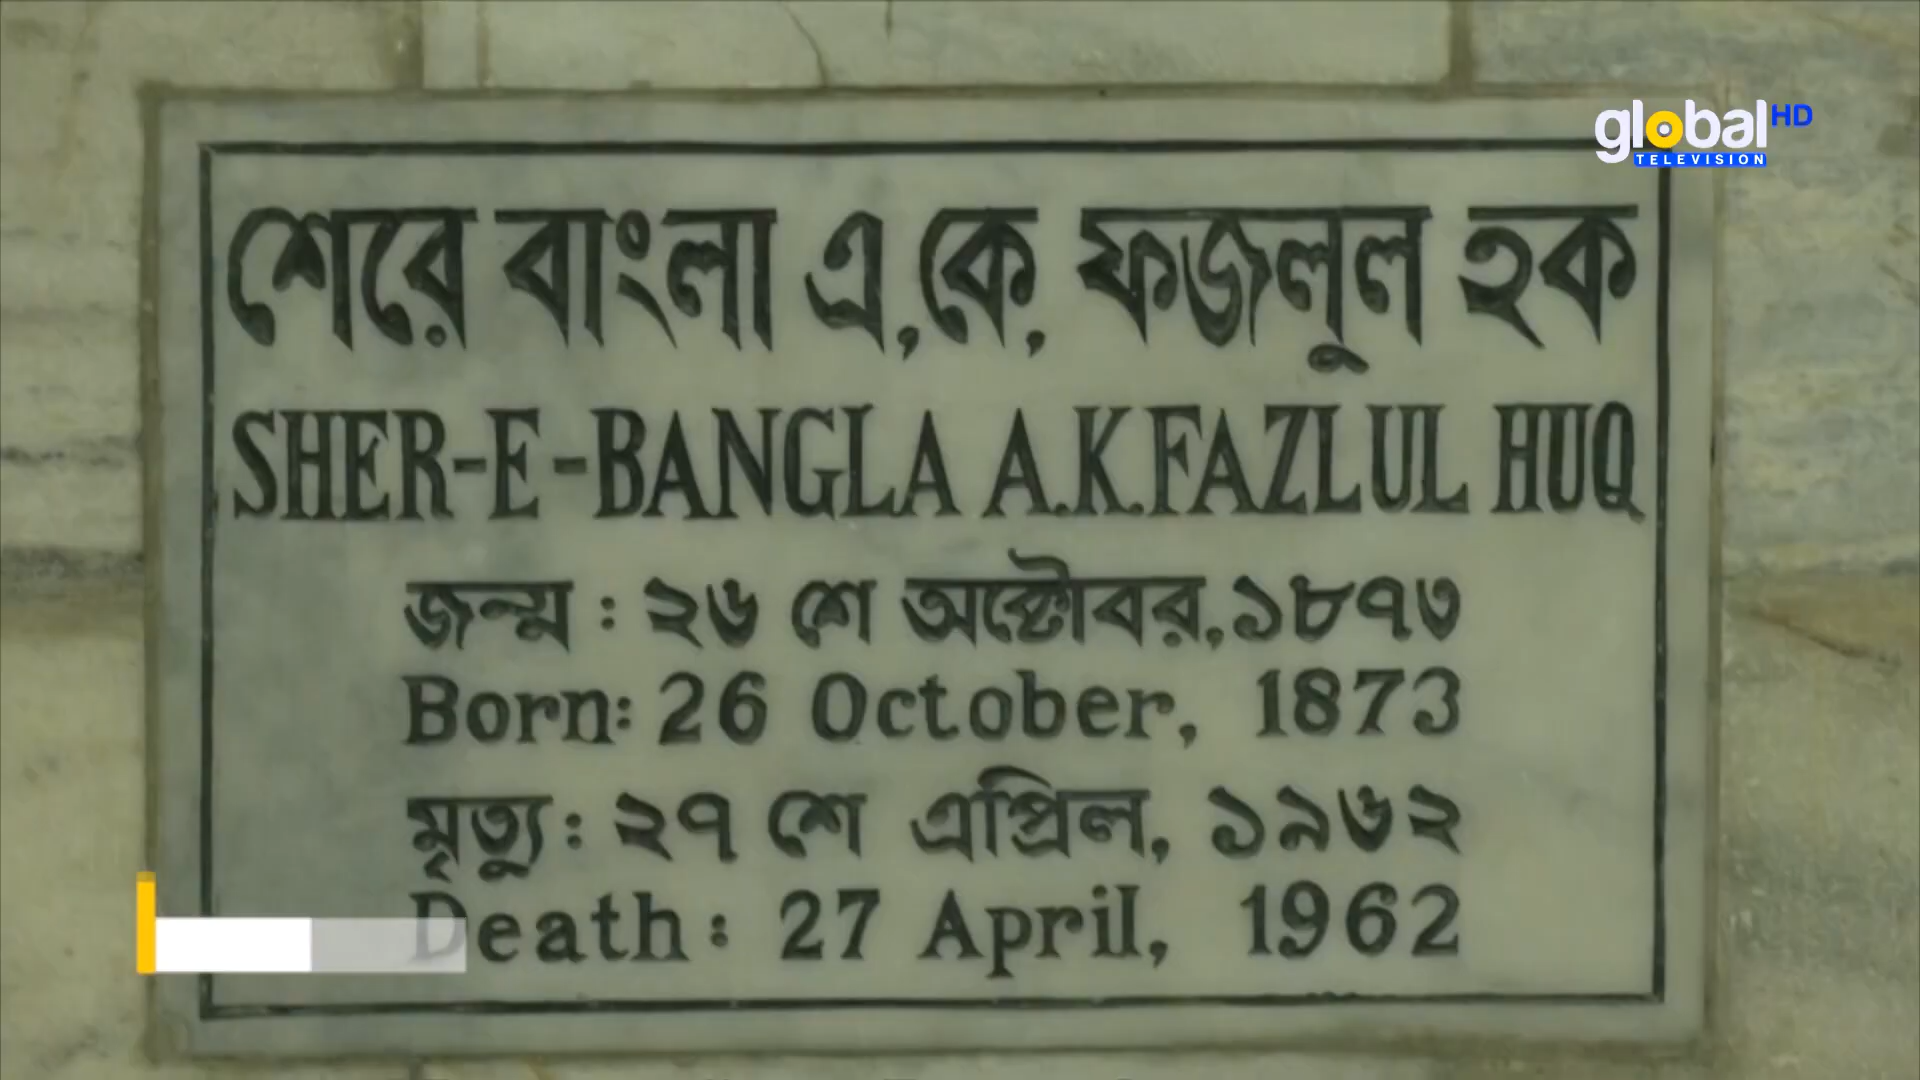 global HD
TELEVISION
শেরে বাংলা এ.কে. ফজলুল হক
SHER-E-BANGLA A.K.FAZLUL HUQ
জন্ম : ২৬ শে অক্টোবর, ১৮৭৩
Born: 26 October, 1873
মৃত্যু : ২৭ শে এপ্রিল, ১৯৬২
Death: 27 April, 1962